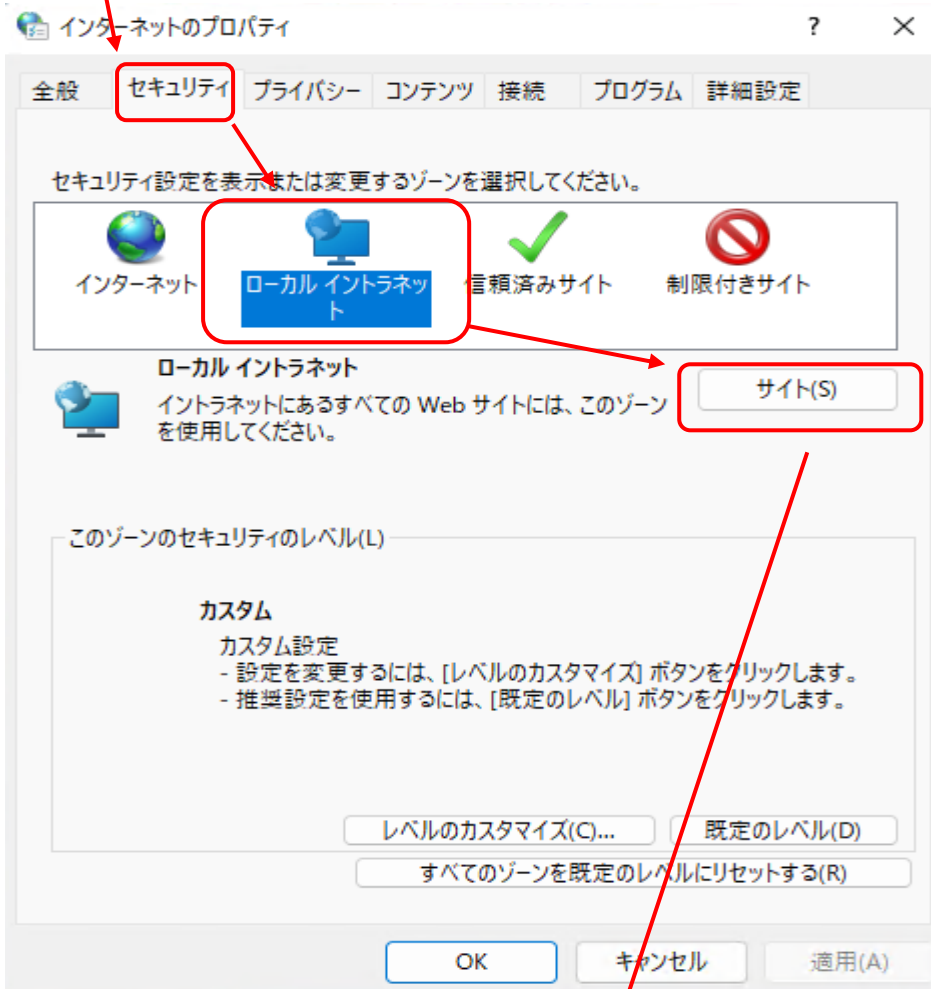 インターネットのプロパティ ? ×
全般 セキュリティ プライバシー コンテンツ 接続 プログラム 詳細設定
セキュリティ設定を表示または変更するゾーンを選択してください。
インターネット
ローカル イントラネッ
ト
信頼済みサイト
制限付きサイト
ローカル イントラネット
イントラネットにあるすべての Web サイトには、このゾーン
を使用してください。
サイト(S)
このゾーンのセキュリティのレベル(L)
カスタム
カスタム設定
- 設定を変更するには、[レベルのカスタマイズ] ボタンをクリックします。
- 推奨設定を使用するには、[既定のレベル] ボタンをクリックします。
レベルのカスタマイズ(C)... 既定のレベル(D)
すべてのゾーンを既定のレベルにリセットする(R)
OK キャンセル 適用(A)